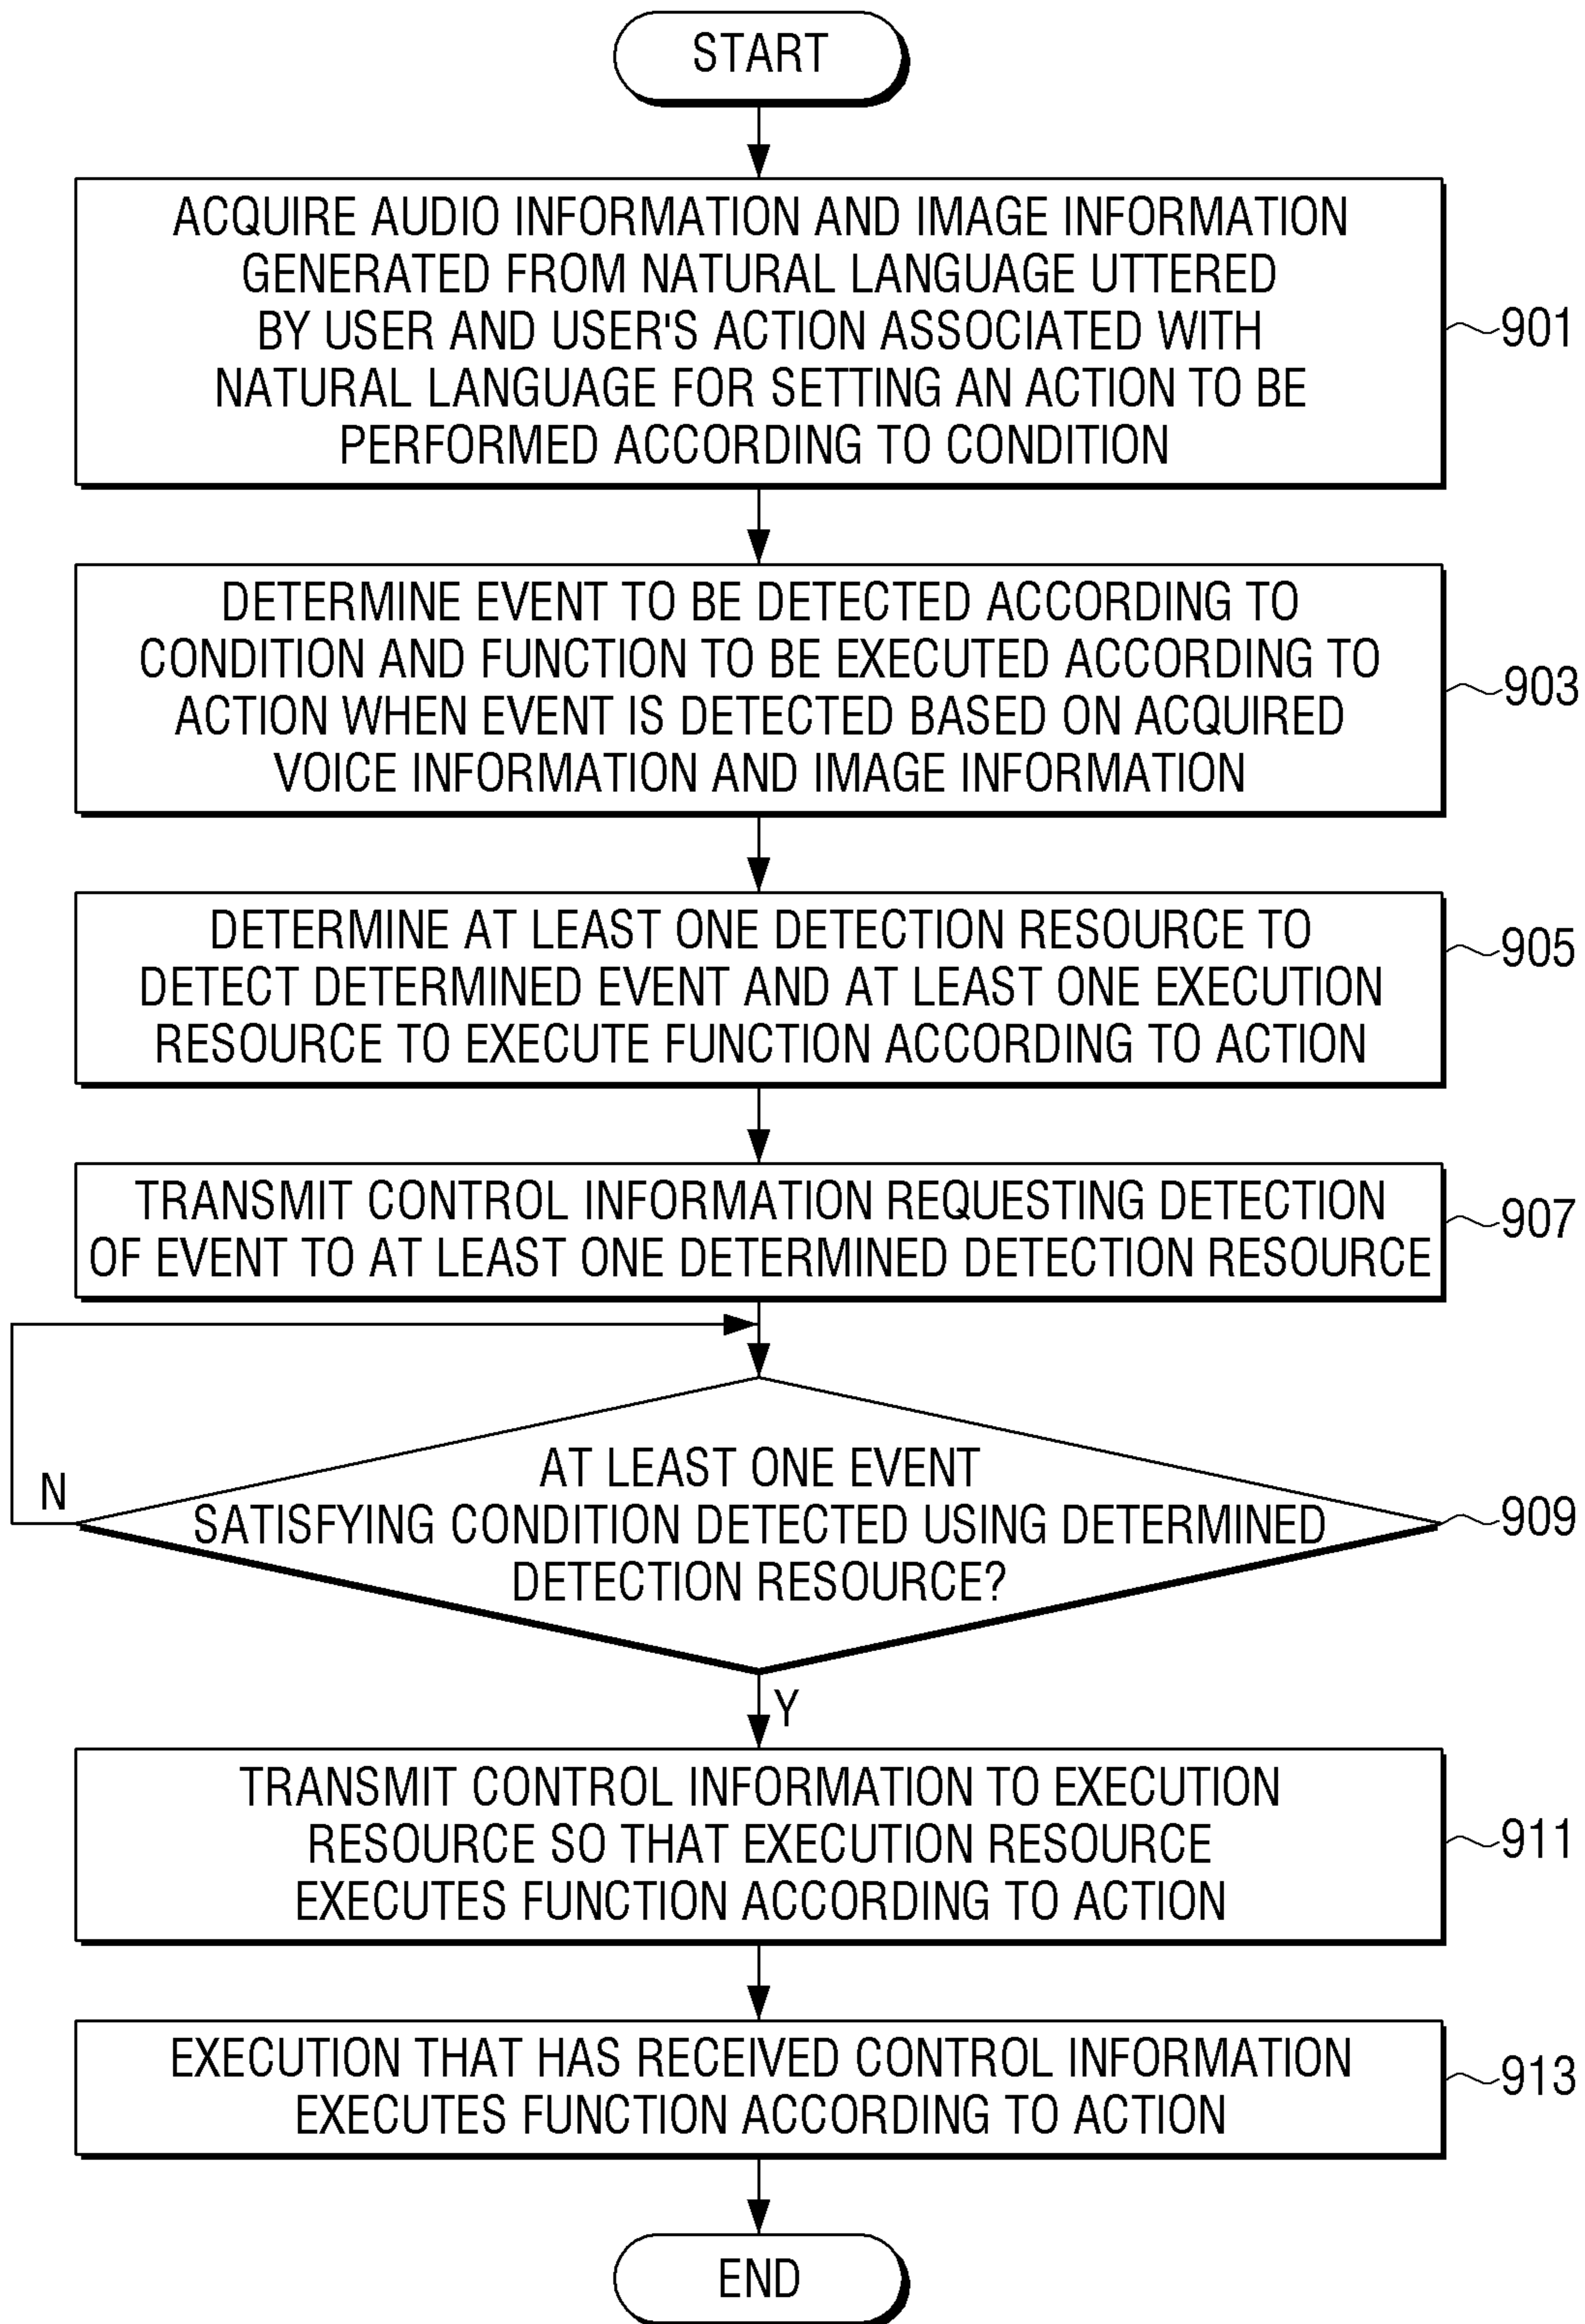 START
ACQUIRE AUDIO INFORMATION AND IMAGE INFORMATION
GENERATED FROM NATURAL LANGUAGE UTTERED
BY USER AND USER'S ACTION ASSOCIATED WITH
NATURAL LANGUAGE FOR SETTING AN ACTION TO BE
PERFORMED ACCORDING TO CONDITION
901
DETERMINE EVENT TO BE DETECTED ACCORDING TO
CONDITION AND FUNCTION TO BE EXECUTED ACCORDING TO
ACTION WHEN EVENT IS DETECTED BASED ON ACQUIRED
VOICE INFORMATION AND IMAGE INFORMATION
903
DETERMINE AT LEAST ONE DETECTION RESOURCE TO
DETECT DETERMINED EVENT AND AT LEAST ONE EXECUTION
RESOURCE TO EXECUTE FUNCTION ACCORDING TO ACTION
905
TRANSMIT CONTROL INFORMATION REQUESTING DETECTION
OF EVENT TO AT LEAST ONE DETERMINED DETECTION RESOURCE
907
N
AT LEAST ONE EVENT
SATISFYING CONDITION DETECTED USING DETERMINED
DETECTION RESOURCE?
909
Y
TRANSMIT CONTROL INFORMATION TO EXECUTION
RESOURCE SO THAT EXECUTION RESOURCE
EXECUTES FUNCTION ACCORDING TO ACTION
911
EXECUTION THAT HAS RECEIVED CONTROL INFORMATION
EXECUTES FUNCTION ACCORDING TO ACTION
913
END